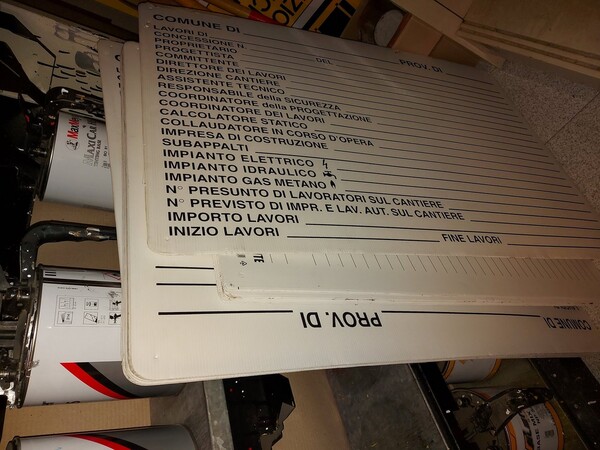 COMUNE DI
PROV. DI
LAVORI DI
CONCESSIONE N.
DEL
PROPRIETARIO
PROGETTISTA
COMMITTENTE
DIRETTORE DEI LAVORI
DIREZIONE CANTIERE
ASSISTENTE TECNICO
RESPONSABILE della SICUREZZA
COORDINATORE della PROGETTAZIONE
COORDINATORE DEI LAVORI
CALCOLATORE STATICO
COLLAUDATORE IN CORSO D'OPERA
IMPRESA DI COSTRUZIONE
SUBAPPALTI
IMPIANTO ELETTRICO
IMPIANTO IDRAULICO
IMPIANTO GAS METANO
N° PRESUNTO DI LAVORATORI SUL CANTIERE
N° PREVISTO DI IMPR. E LAV. AUT. SUL CANTIERE
IMPORTO LAVORI
INIZIO LAVORI
FINE LAVORI
COMUNE DI
PROV. DI